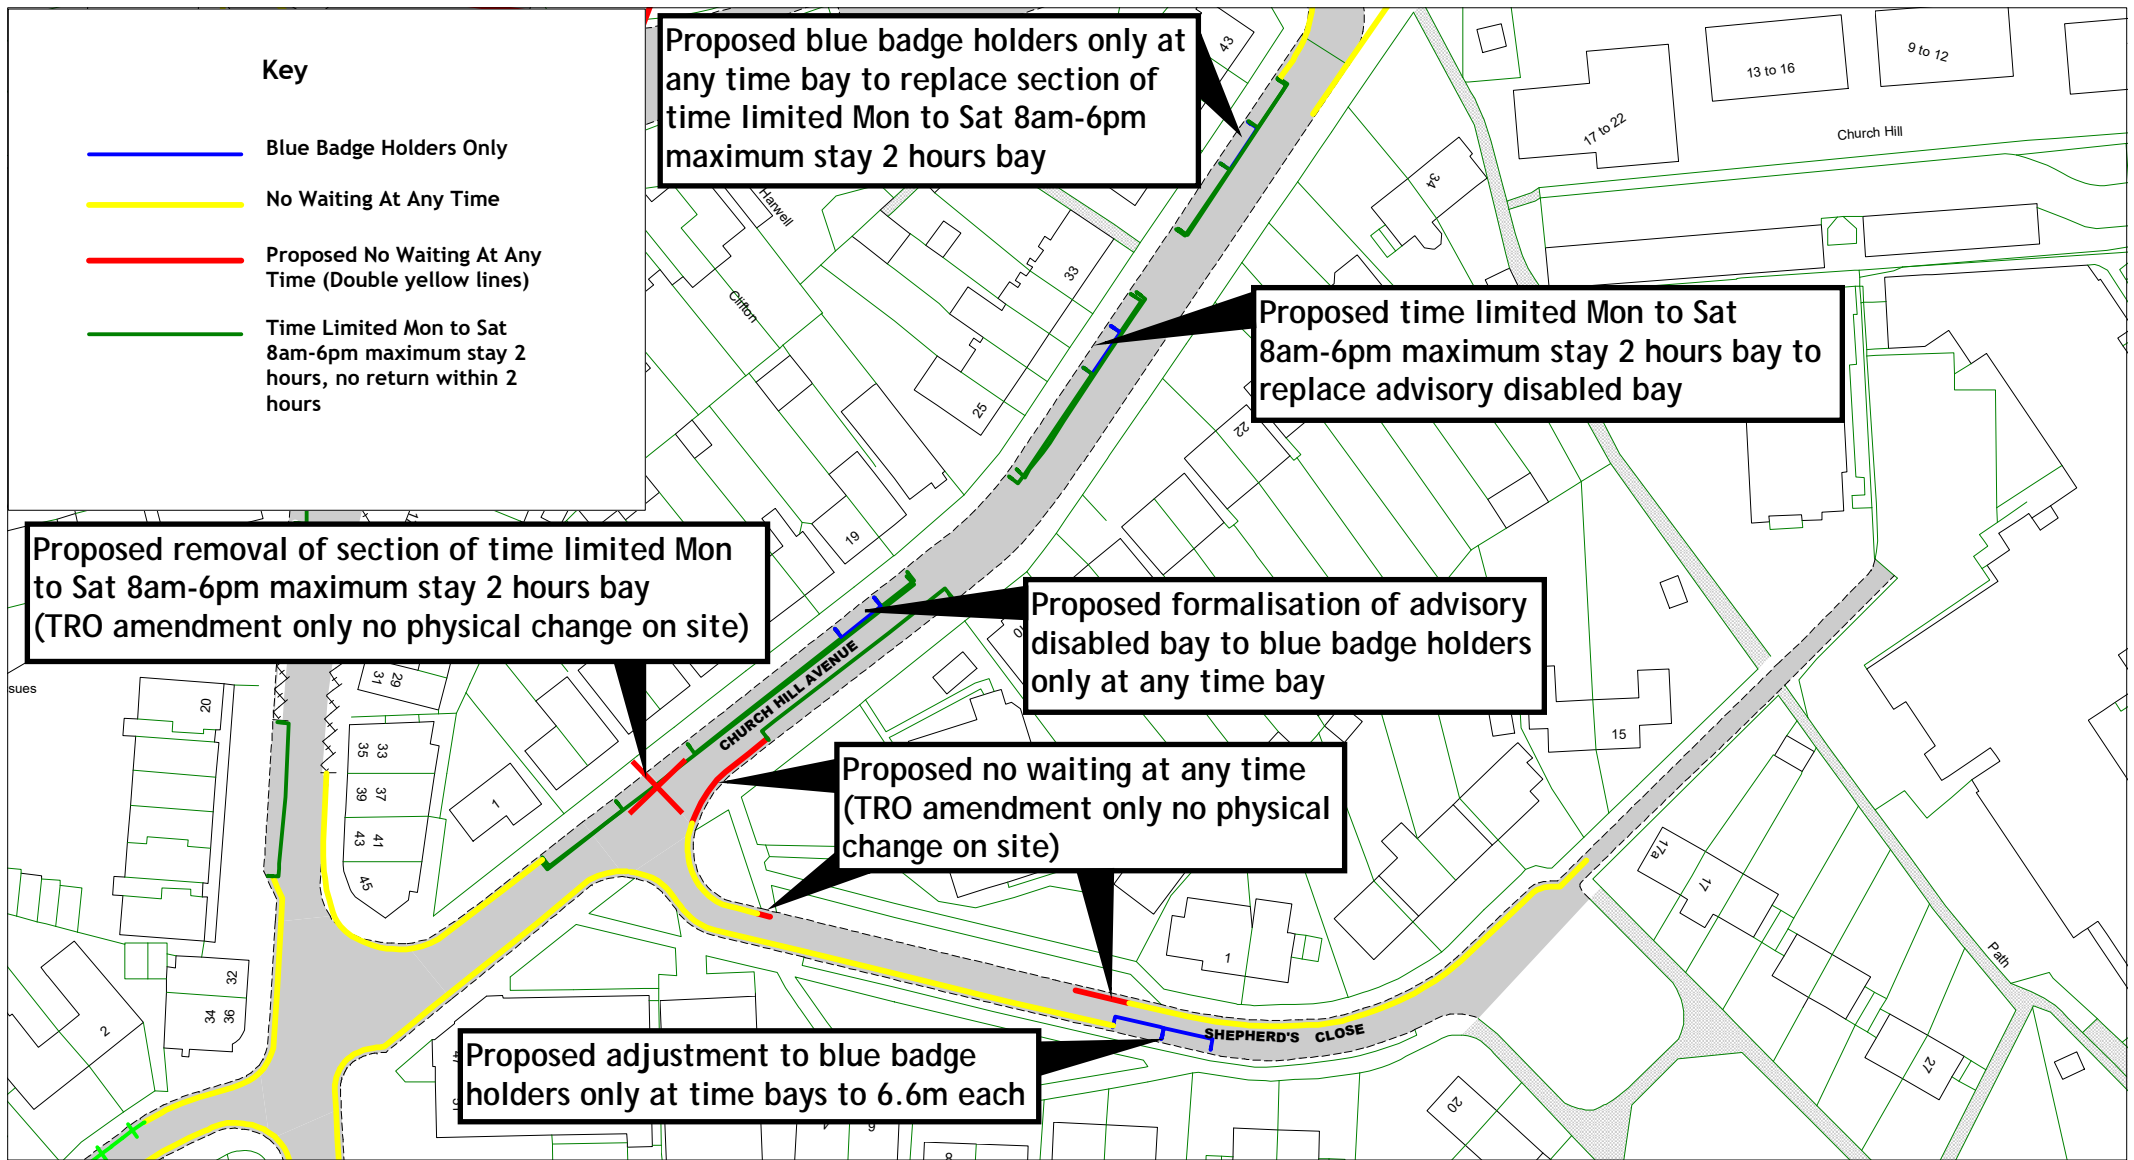 Key
Blue Badge Holders Only
No Waiting At Any Time
Proposed No Waiting At Any
Time (Double yellow lines)
Time Limited Mon to Sat
8am-6pm maximum stay 2
hours, no return within 2
hours
Proposed blue badge holders only at
any time bay to replace section of
time limited Mon to Sat 8am-6pm
maximum stay 2 hours bay
43
13 to 16
9 to 12
17 to 22
Church Hill
34
Harwell
Clifton
33
25
22
19
Proposed time limited Mon to Sat
8am-6pm maximum stay 2 hours bay to
replace advisory disabled bay
Proposed removal of section of time limited Mon
to Sat 8am-6pm maximum stay 2 hours bay
(TRO amendment only no physical change on site)
Proposed formalisation of advisory
disabled bay to blue badge holders
only at any time bay
CHURCH HILL AVENUE
sues
20
31
29
35
33
39
37
43
41
45
1
15
Proposed no waiting at any time
(TRO amendment only no physical
change on site)
17a
17
1
Path
32
34
36
2
SHEPHERD'S CLOSE
27
20
Proposed adjustment to blue badge
holders only at time bays to 6.6m each